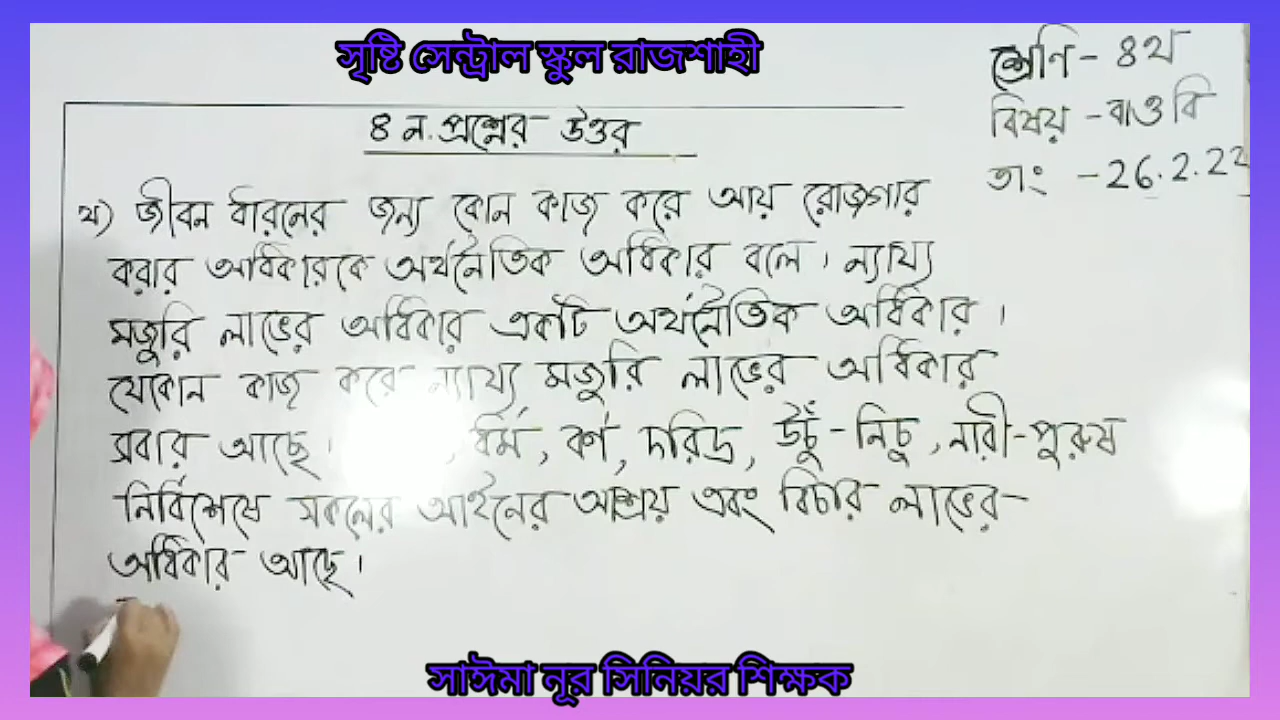 সৃষ্টি সেন্ট্রাল স্কুল রাজশাহী
শ্রেণি - ৪র্থ
বিষয় - বাওবি
তাং - 26.2.22
৪ ন. প্রশ্নের উত্তর
খ) জীবন ধারনের জন্য কোন কাজ করে আয় রোজগার
করার অধিকারকে অর্থনৈতিক অধিকার বলে। ন্যায্য
মজুরি লাভের অধিকার একটি অর্থনৈতিক অধিকার।
যেকোন কাজ করে ন্যায্য মজুরি লাভের অধিকার
সবার আছে। , ধর্ম, বর্ণ, দরিদ্র, উঁচু-নিচু, নারী-পুরুষ
নির্বিশেষে সকলের আইনের আশ্রয় এবং বিচার লাভের
অধিকার আছে।
সাঈমা নূর সিনিয়র শিক্ষক